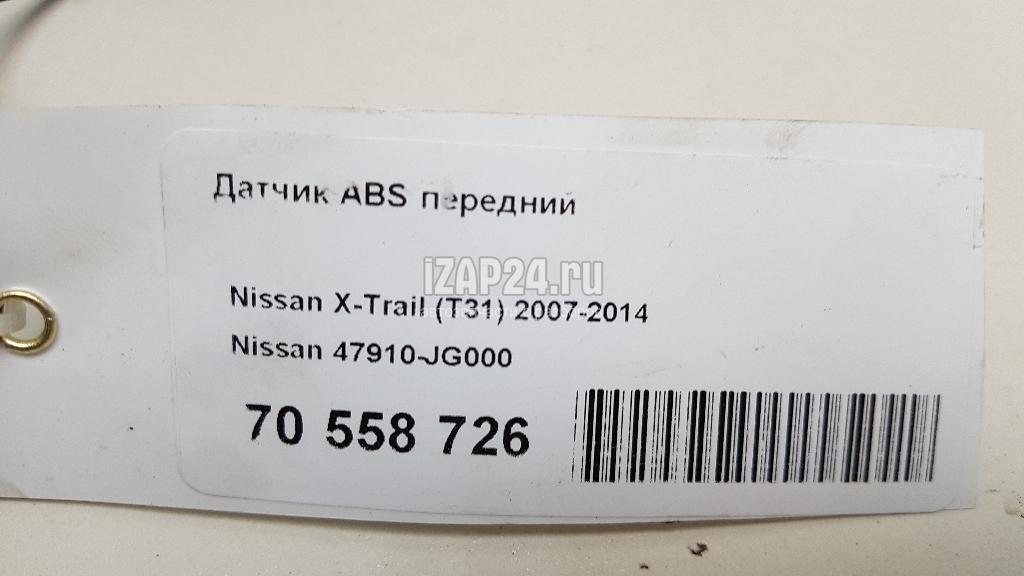 Датчик ABS передний
iZAP24.ru
Nissan X-Trail (T31) 2007-2014
Nissan 47910-JG000
70 558 726